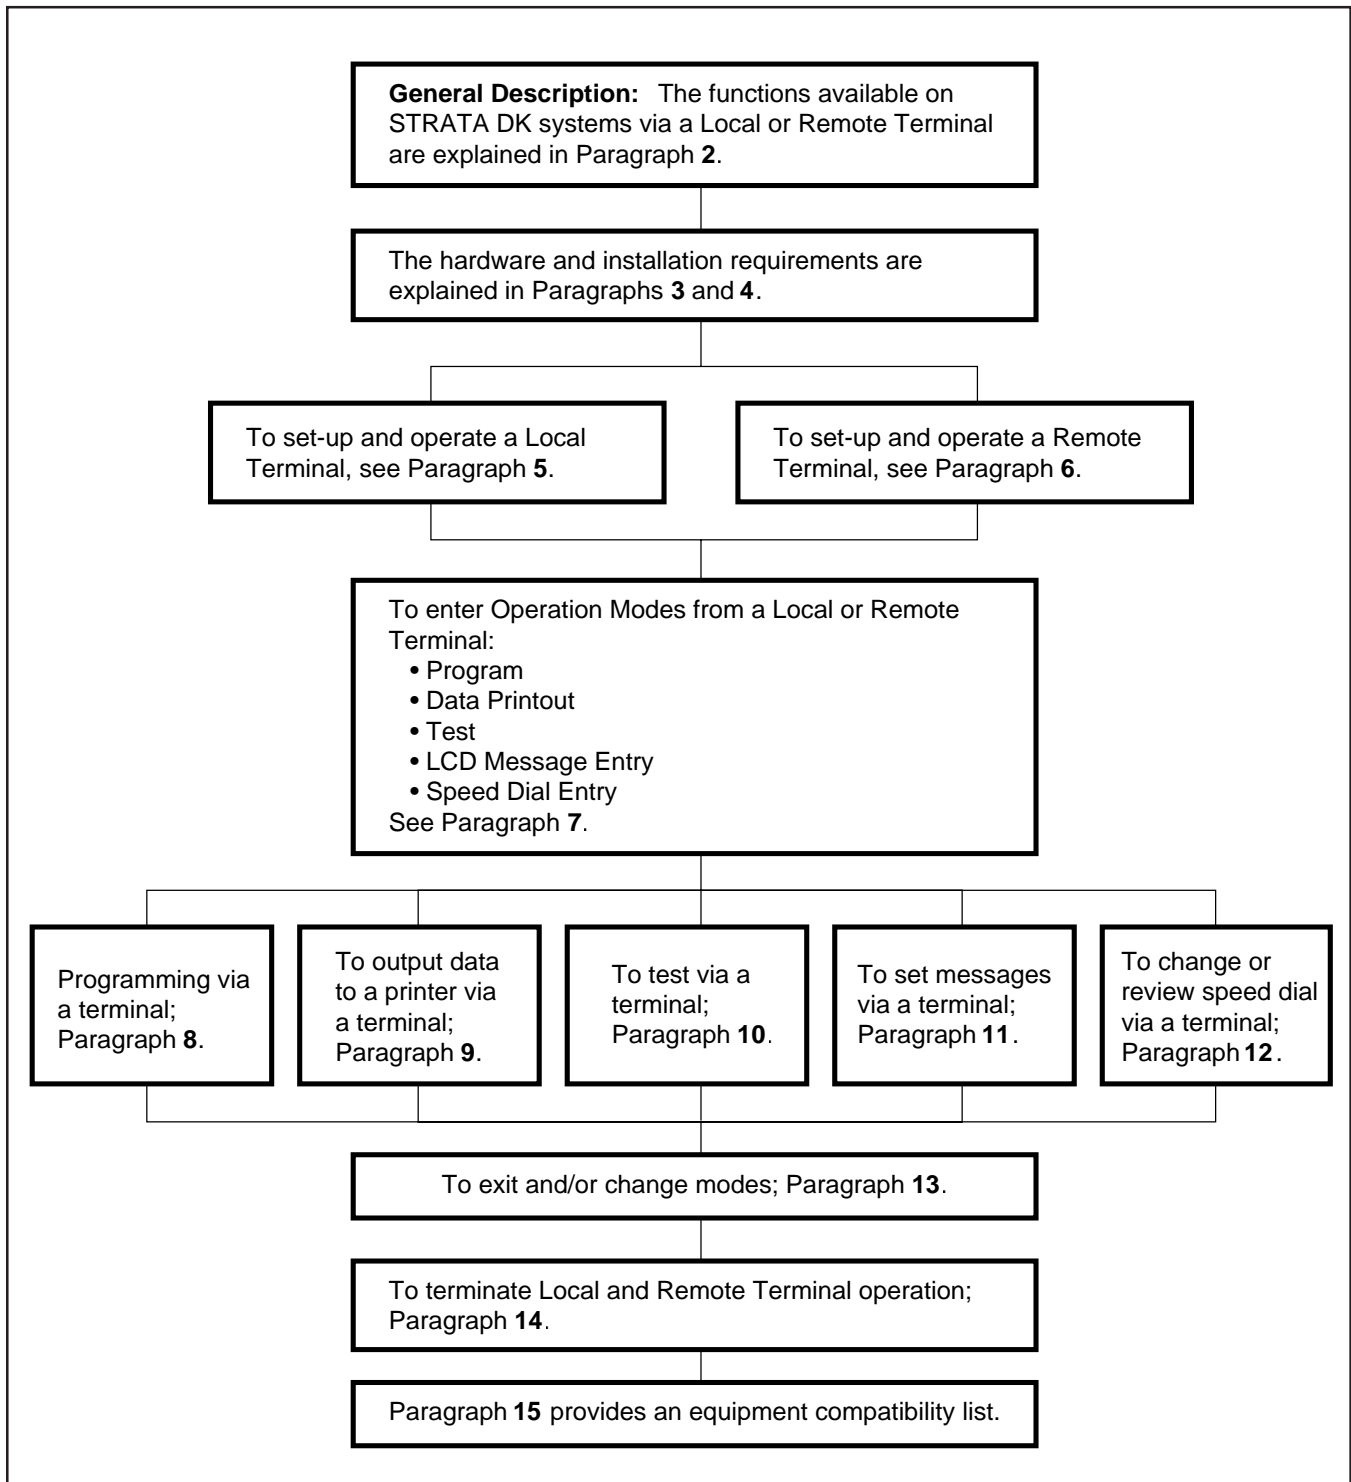 General Description: The functions available on
STRATA DK systems via a Local or Remote Terminal
are explained in Paragraph 2.
The hardware and installation requirements are
explained in Paragraphs 3 and 4.
To set-up and operate a Local
Terminal, see Paragraph 5.
To set-up and operate a Remote
Terminal, see Paragraph 6.
To enter Operation Modes from a Local or Remote
Terminal:
• Program
• Data Printout
• Test
• LCD Message Entry
• Speed Dial Entry
See Paragraph 7.
Programming via
a terminal;
Paragraph 8.
To output data
to a printer via
a terminal;
Paragraph 9.
To test via a
terminal;
Paragraph 10.
To set messages
via a terminal;
Paragraph 11.
To change or
review speed dial
via a terminal;
Paragraph 12.
To exit and/or change modes; Paragraph 13.
To terminate Local and Remote Terminal operation;
Paragraph 14.
Paragraph 15 provides an equipment compatibility list.